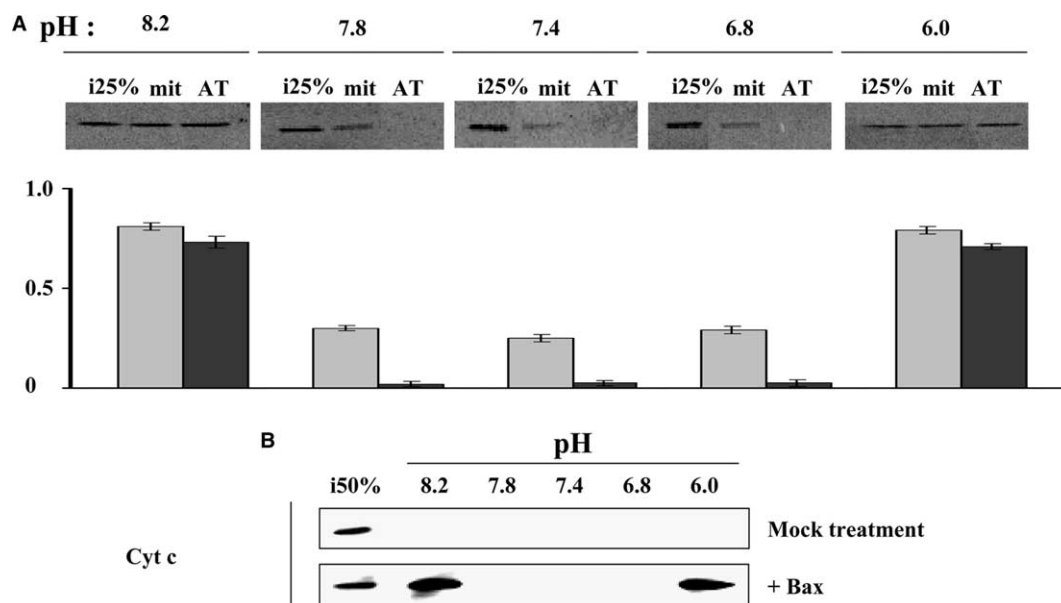 A pH : 8.2 7.8 7.4 6.8 6.0
i25% mit AT i25% mit AT i25% mit AT i25% mit AT i25% mit AT
1.0
0.5
0
B pH
i50% 8.2 7.8 7.4 6.8 6.0
Mock treatment
Cyt c
+ Bax